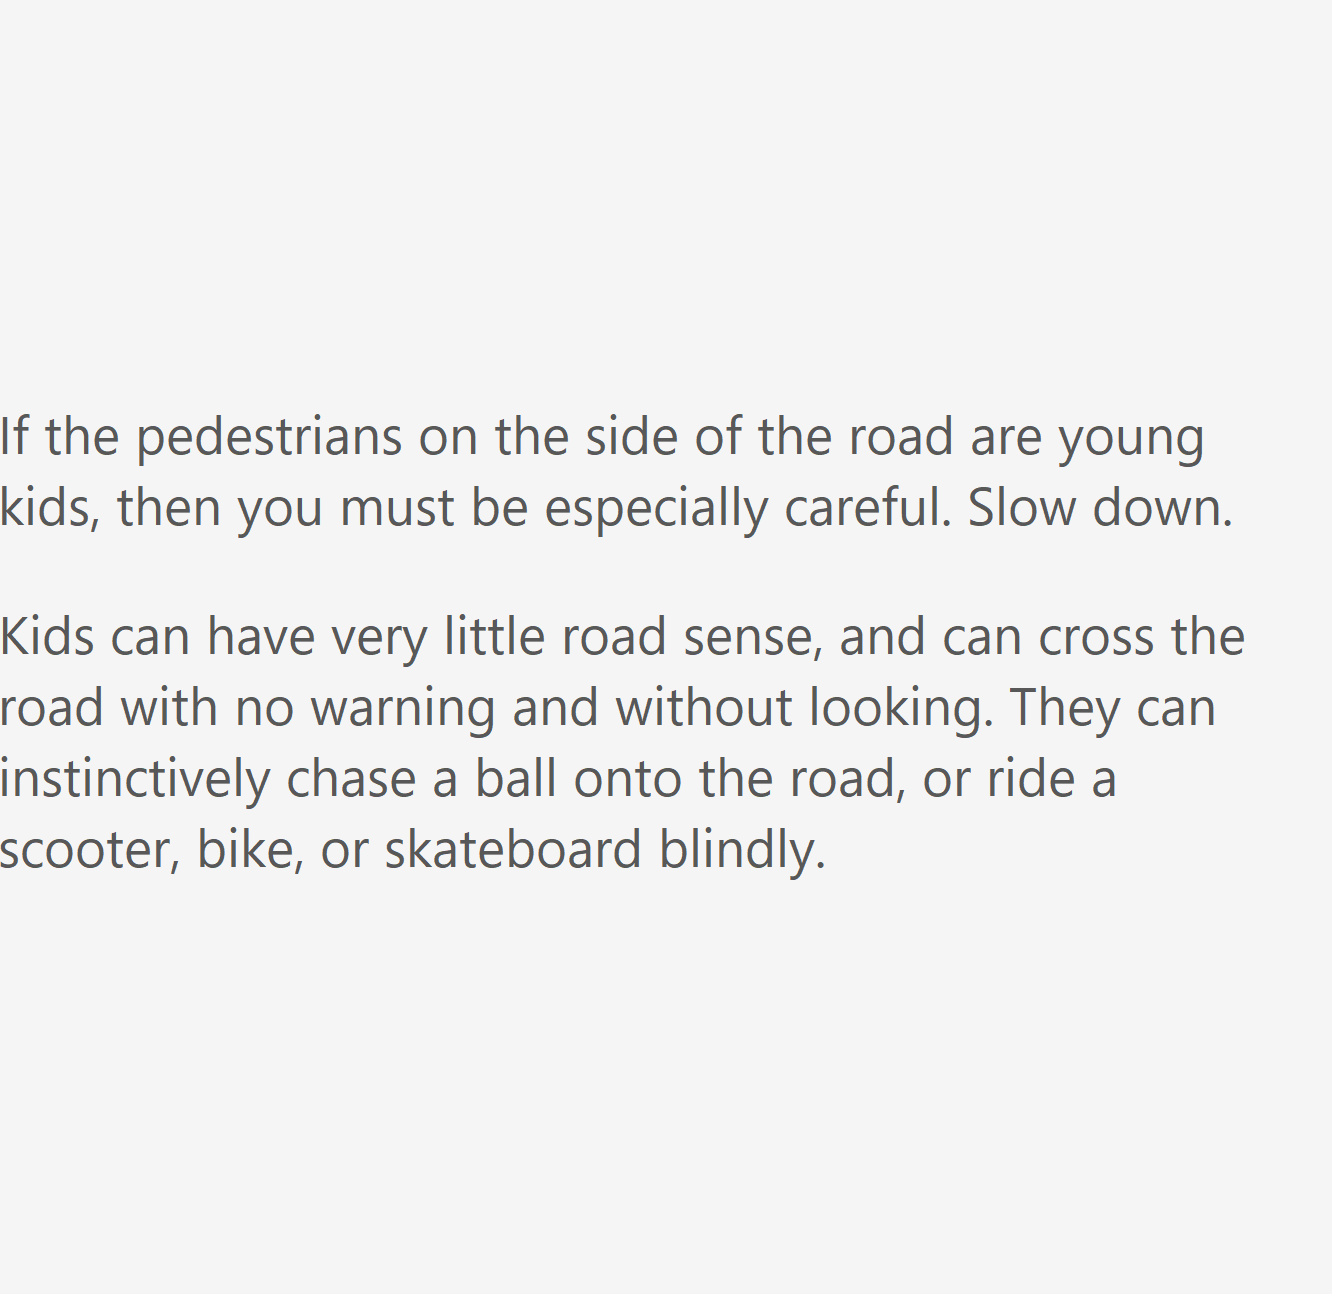 If the pedestrians on the side of the road are young
kids, then you must be especially careful. Slow down.
Kids can have very little road sense, and can cross the
road with no warning and without looking. They can
instinctively chase a ball onto the road, or ride a
scooter, bike, or skateboard blindly.